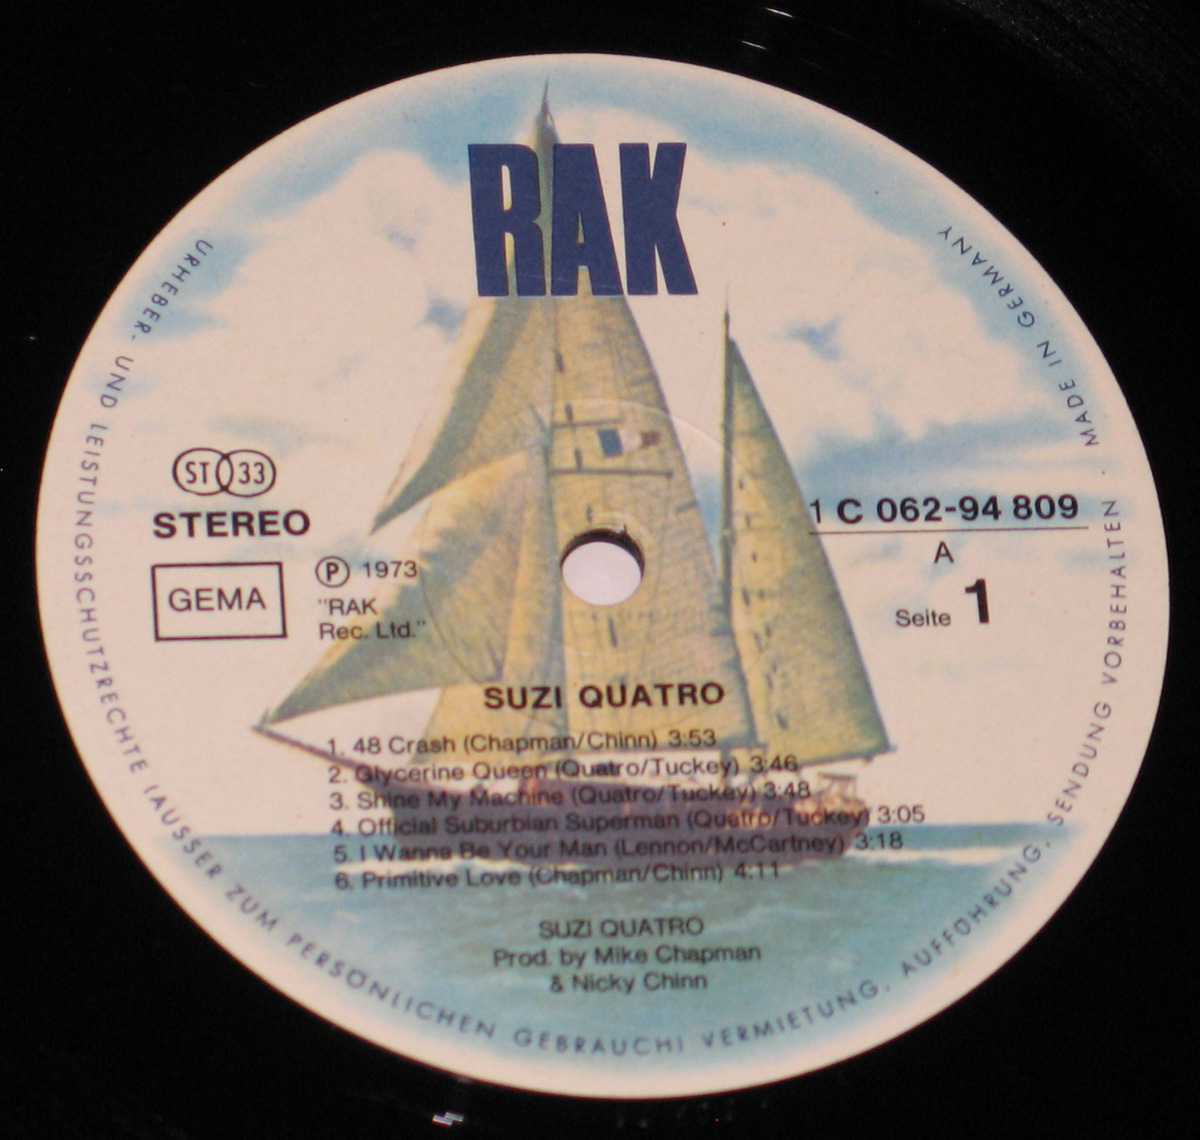 RAK
ST 33
STEREO
GEMA
℗ 1973
"RAK
Rec. Ltd."
1 C 062-94 809
A
Seite 1
SUZI QUATRO
1. 48 Crash (Chapman/Chinn) 3:53
2. Glycerine Queen (Quatro/Tuckey) 3:46
3. Shine My Machine (Quatro/Tuckey) 3:48
4. Official Suburbian Superman (Quatro/Tuckey) 3:05
5. I Wanna Be Your Man (Lennon/McCartney) 3:18
6. Primitive Love (Chapman/Chinn) 4:11
SUZI QUATRO
Prod. by Mike Chapman
& Nicky Chinn
URHEBER- UND LEISTUNGSSCHUTZRECHTE (AUSSER ZUM PERSÖNLICHEN GEBRAUCH) VERMIETUNG, AUFFÜHRUNG, SENDUNG VORBEHALTEN · MADE IN GERMANY